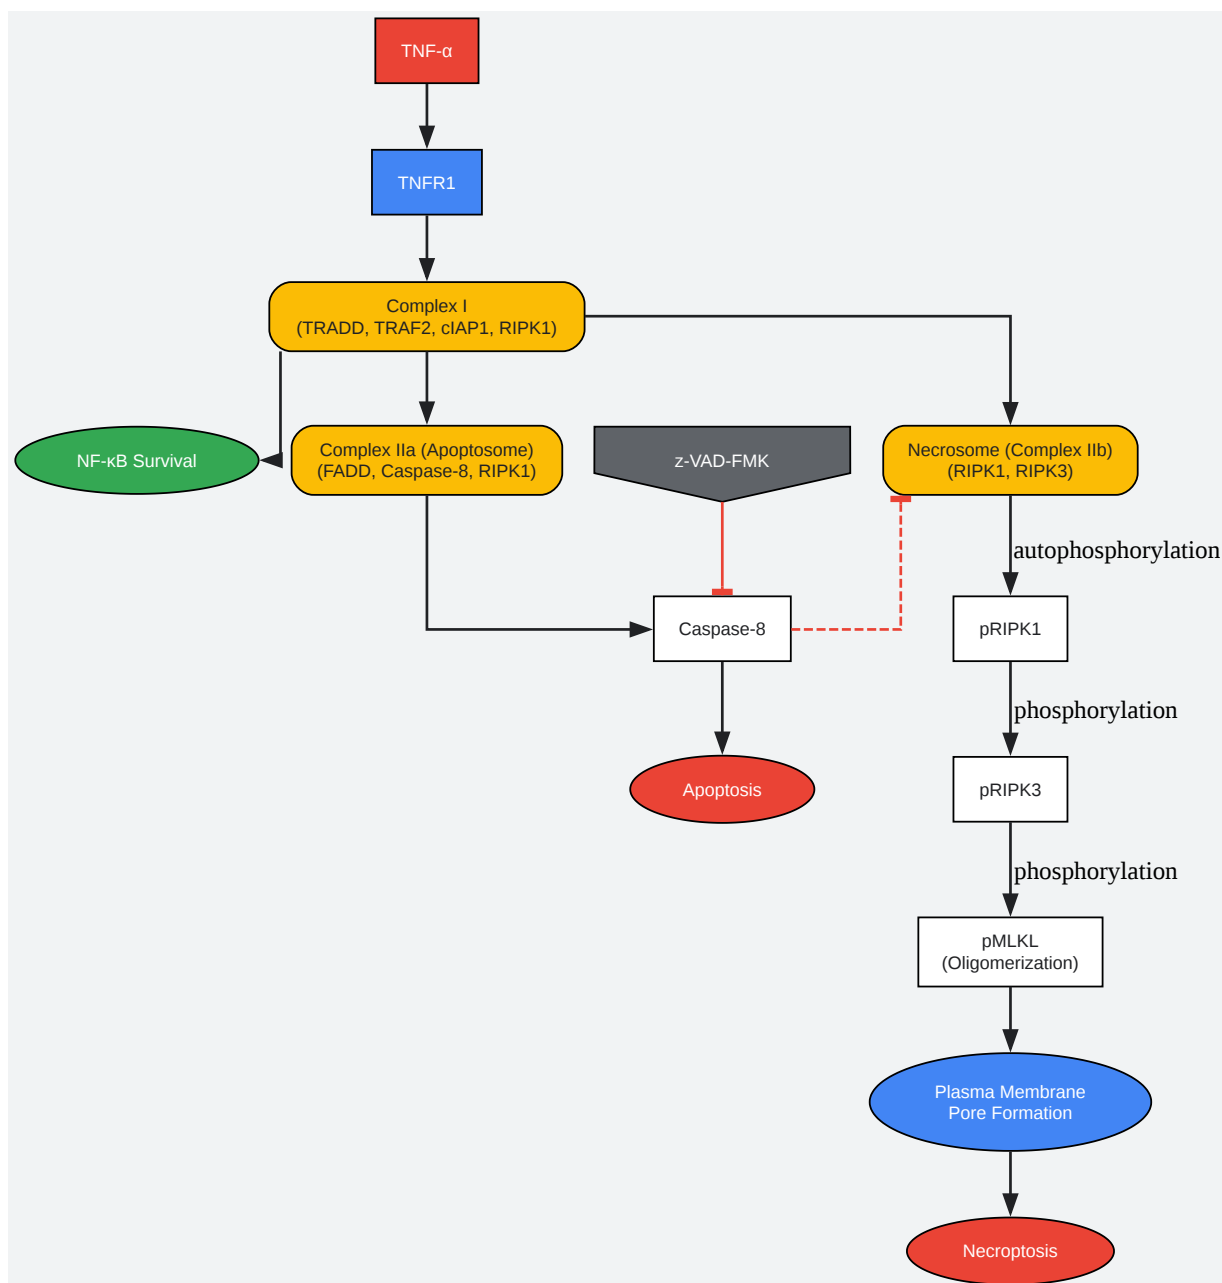 TNF-α
TNFR1
Complex I
(TRADD, TRAF2, cIAP1, RIPK1)
NF-κB Survival
Complex IIa (Apoptosome)
(FADD, Caspase-8, RIPK1)
z-VAD-FMK
Necrosome (Complex IIb)
(RIPK1, RIPK3)
autophosphorylation
Caspase-8
pRIPK1
phosphorylation
Apoptosis
pRIPK3
phosphorylation
pMLKL
(Oligomerization)
Plasma Membrane
Pore Formation
Necroptosis